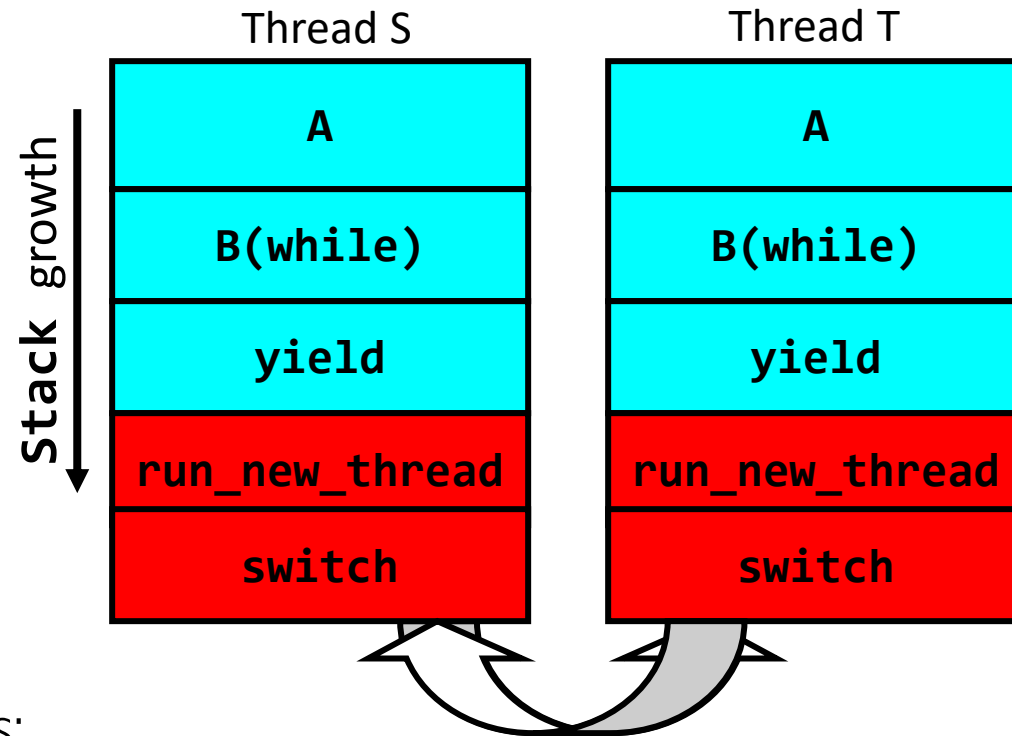 Thread S
Thread T
Stack growth
A
B(while)
yield
run_new_thread
switch
A
B(while)
yield
run_new_thread
switch